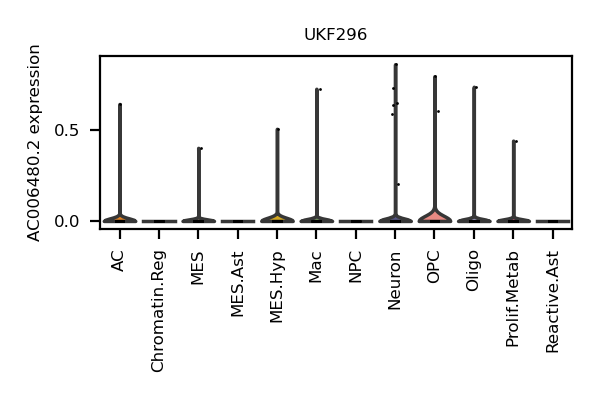 UKF296
AC006480.2 expression
0.5
0.0
AC
Chromatin.Reg
MES
MES.Ast
MES.Hyp
Mac
NPC
Neuron
OPC
Oligo
Prolif.Metab
Reactive.Ast